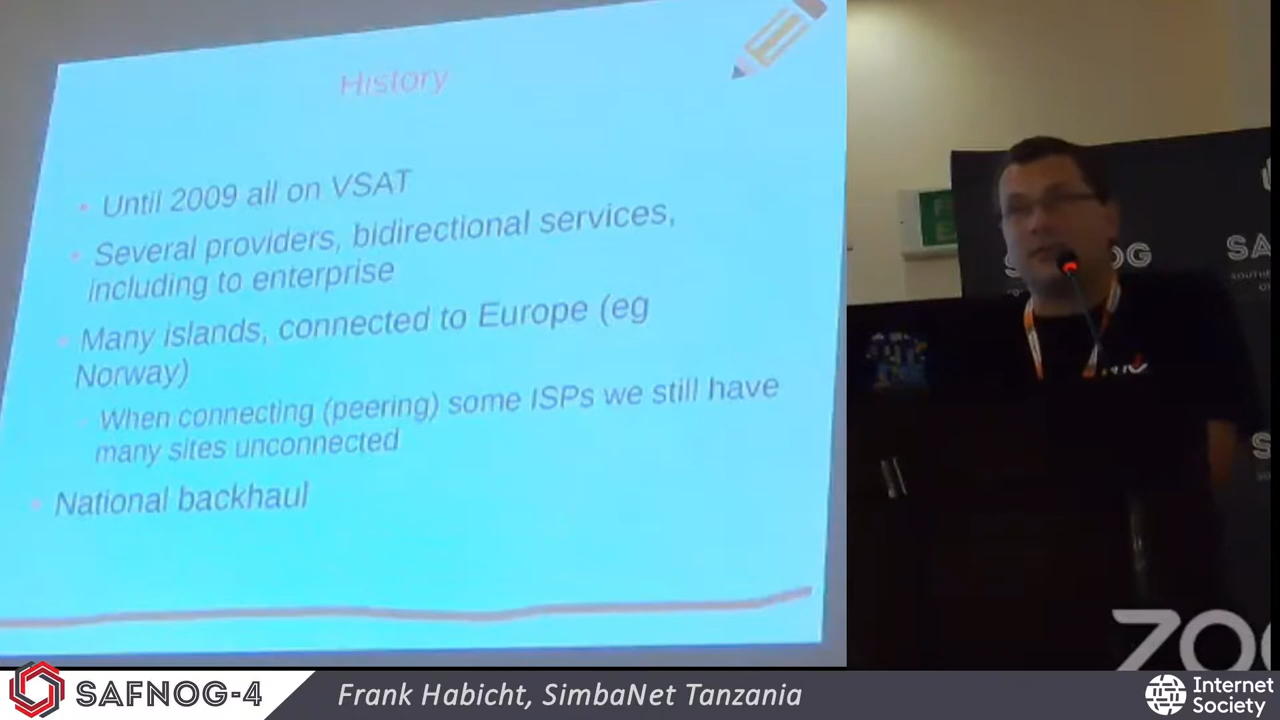 History
Until 2009 all on VSAT
Several providers, bidirectional services,
including to enterprise
Many islands, connected to Europe (eg
Norway)
When connecting (peering) some ISPs we still have
many sites unconnected
National backhaul
SAFNOG-4
Frank Habicht, SimbaNet Tanzania
Internet
Society